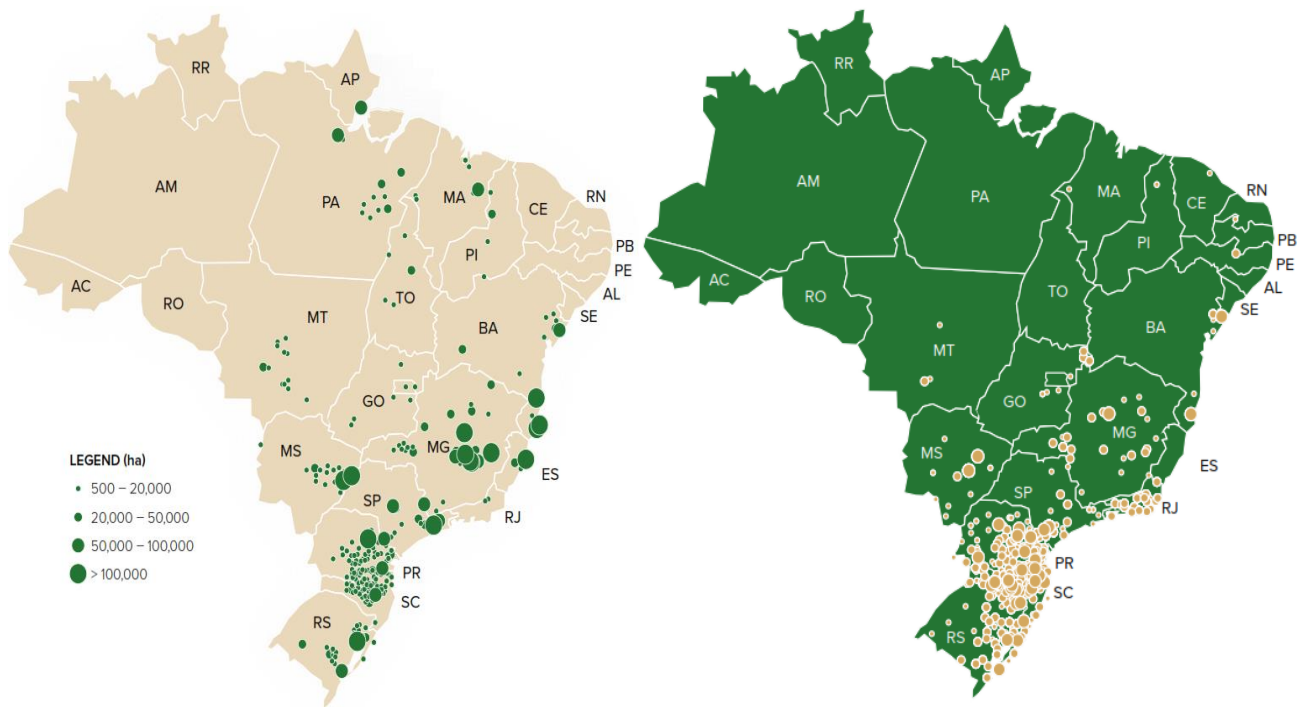 RR
AP
AM
PA
MA
CE
RN
PB
PE
AL
SE
PI
AC
RO
TO
MT
BA
GO
MG
MS
ES
SP
RJ
PR
SC
RS
LEGEND (ha)
500 – 20,000
20,000 – 50,000
50,000 – 100,000
> 100,000
RR
AP
AM
PA
MA
CE
RN
PB
PE
AL
SE
PI
AC
RO
TO
MT
BA
GO
MG
MS
ES
SP
RJ
PR
SC
RS